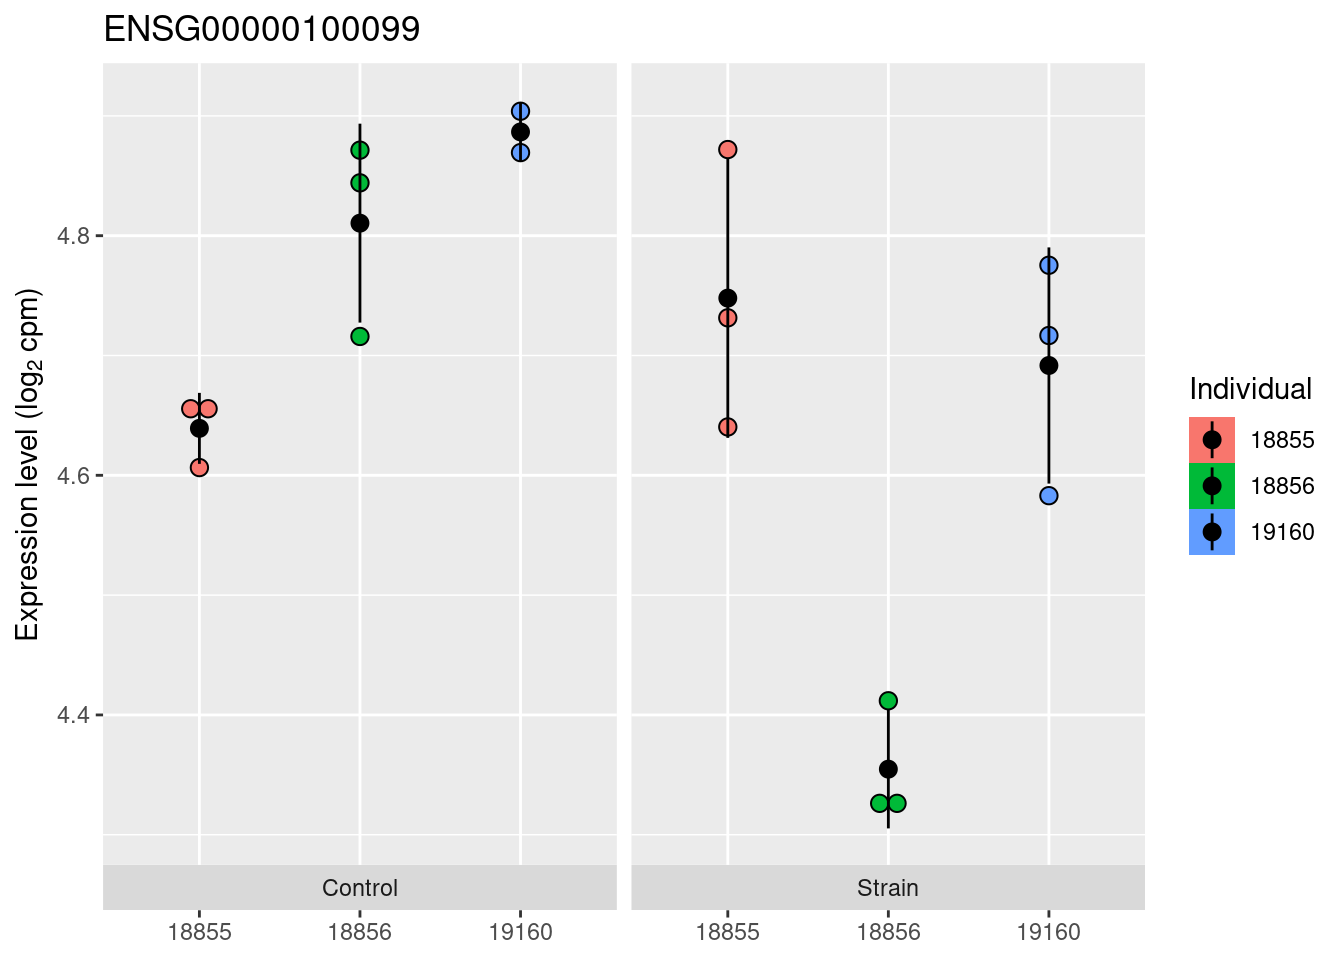 ENSG00000100099
Expression level (log₂ cpm)
4.8
4.6
4.4
Control
Strain
18855 18856 19160
18855 18856 19160
Individual
18855
18856
19160